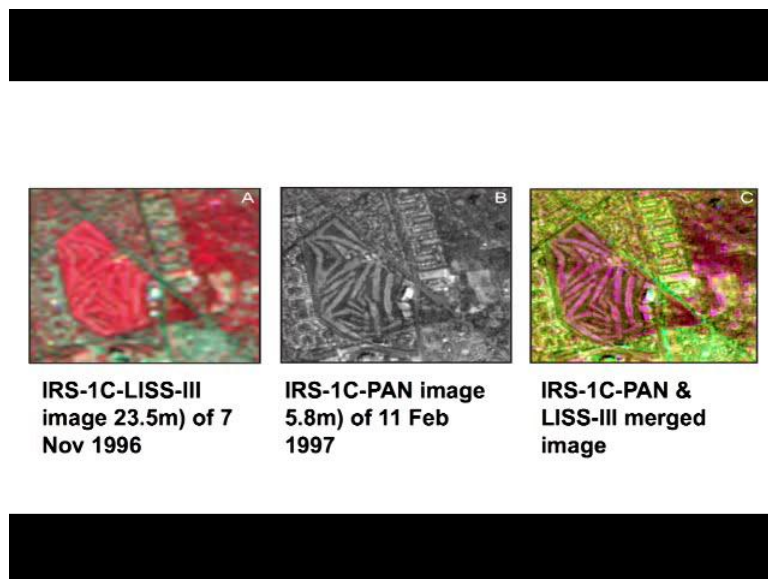 A
B
C
IRS-1C-LISS-III
image 23.5m) of 7
Nov 1996
IRS-1C-PAN image
5.8m) of 11 Feb
1997
IRS-1C-PAN &
LISS-III merged
image